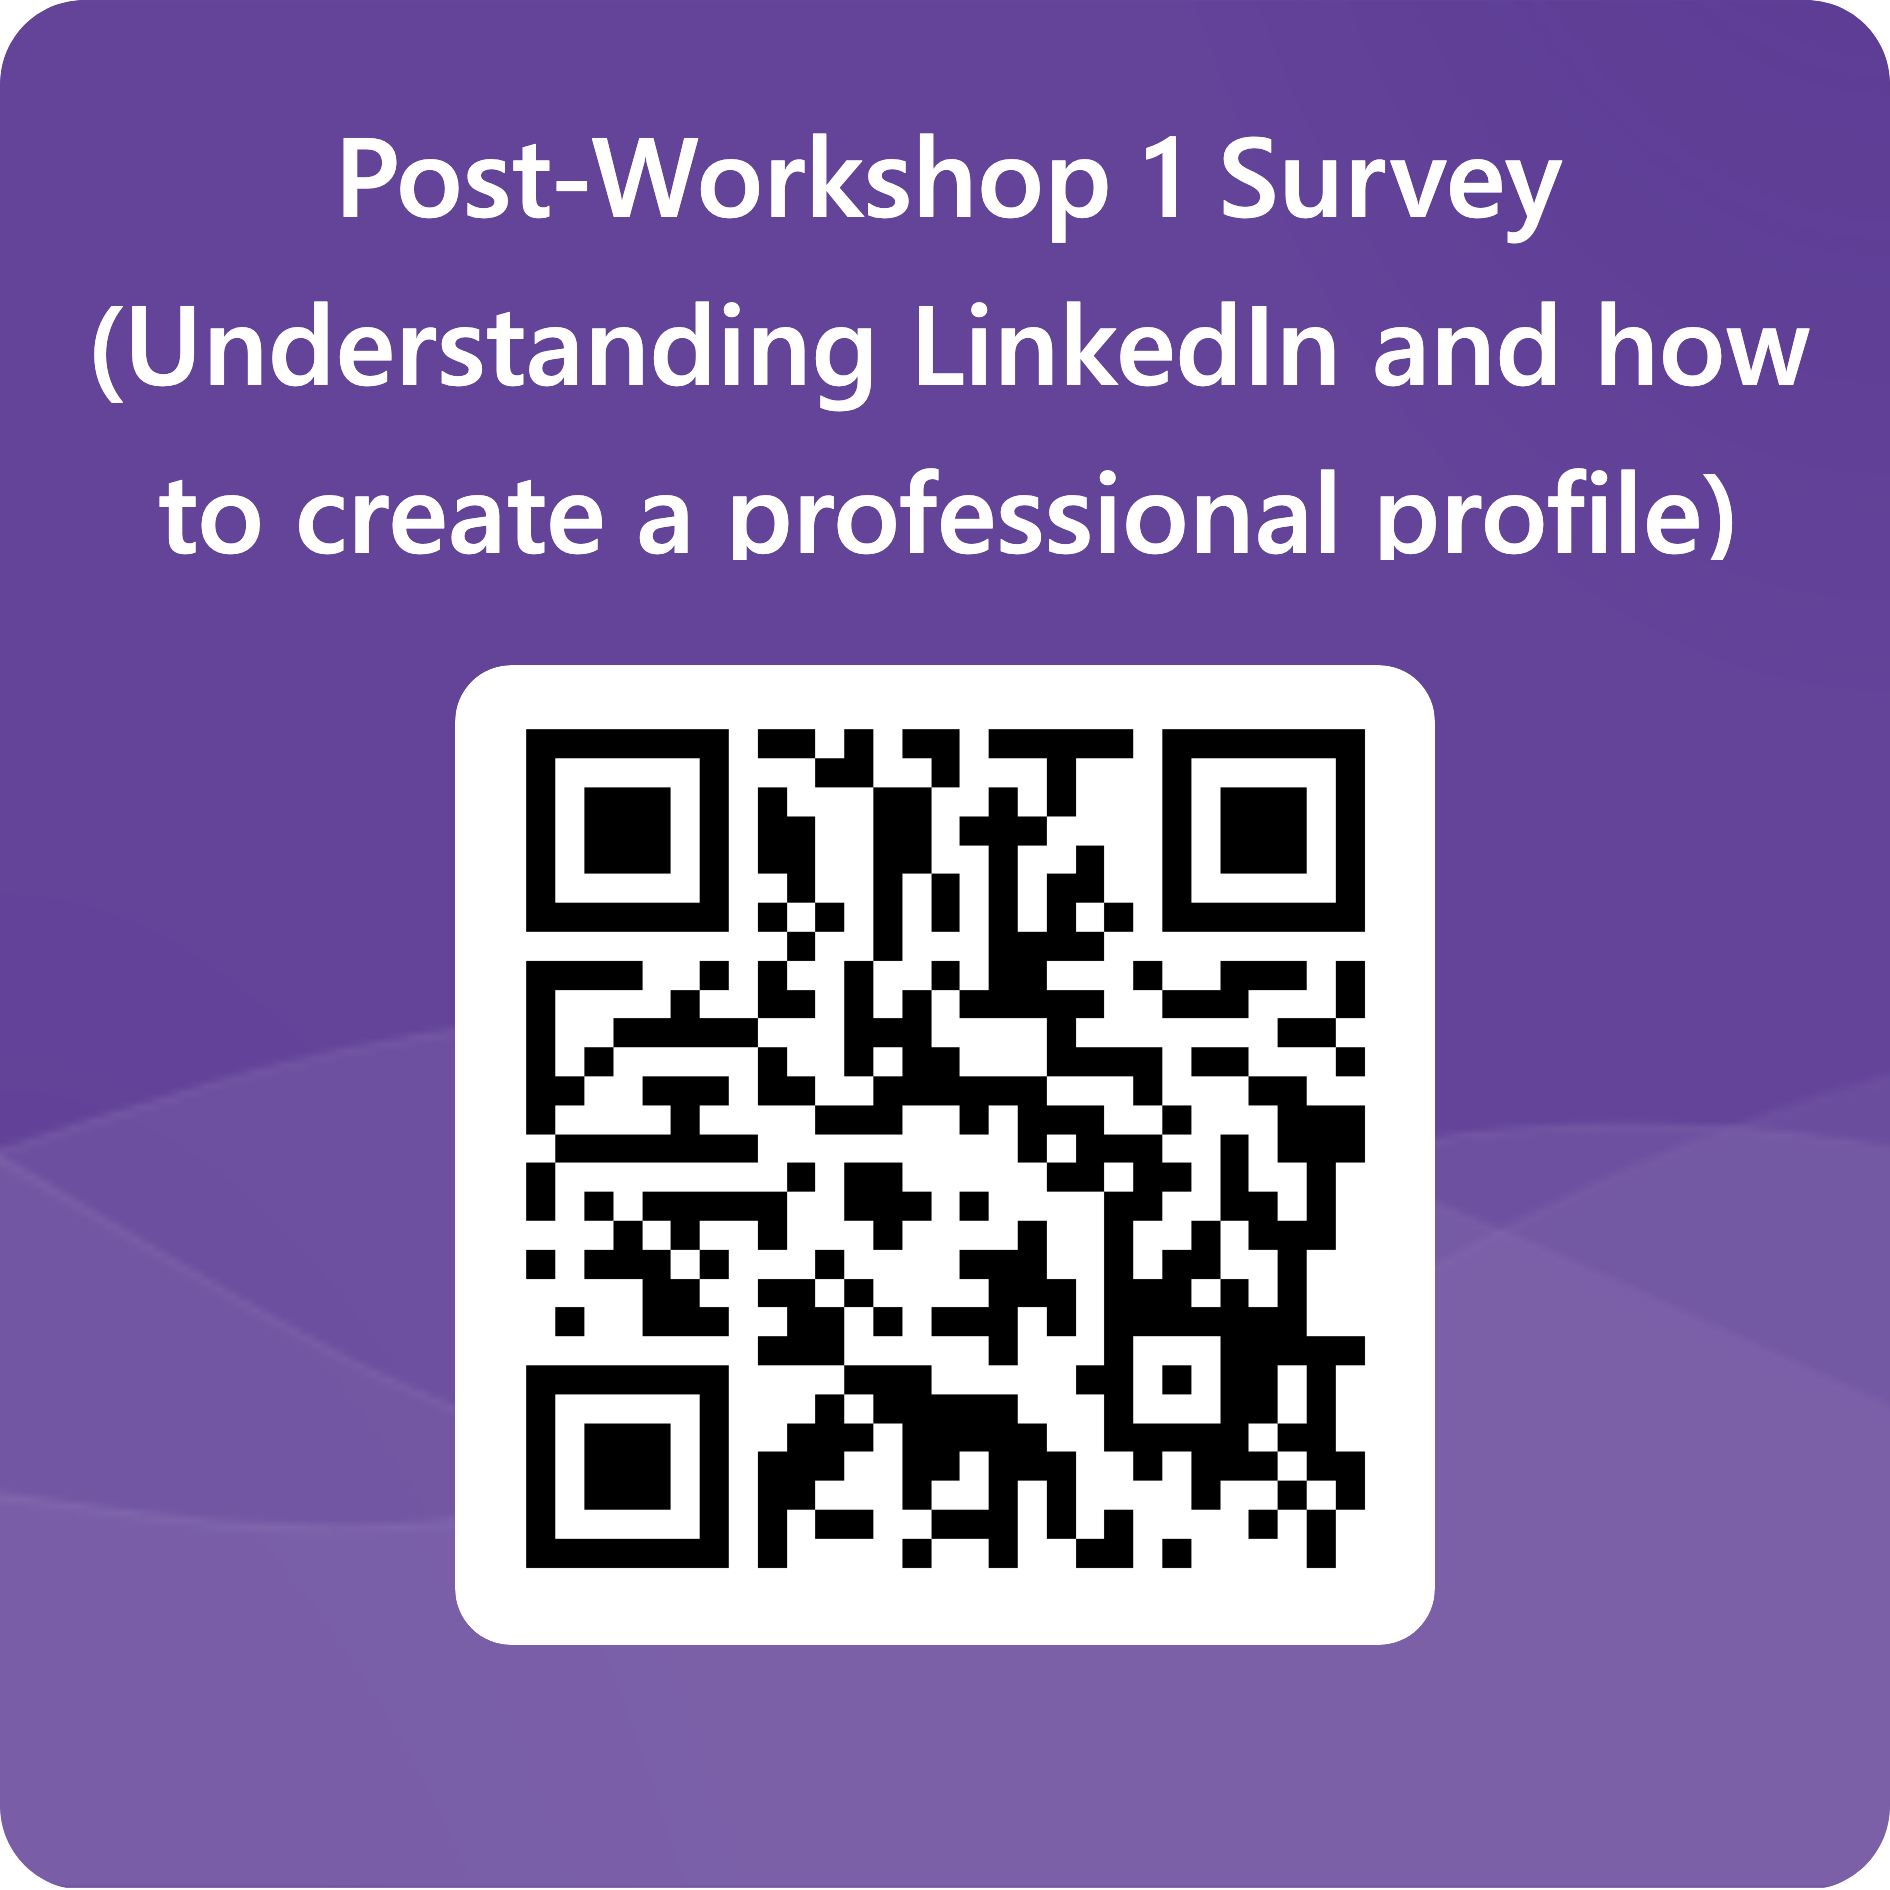 Post-Workshop 1 Survey
(Understanding LinkedIn and how
to create a professional profile)